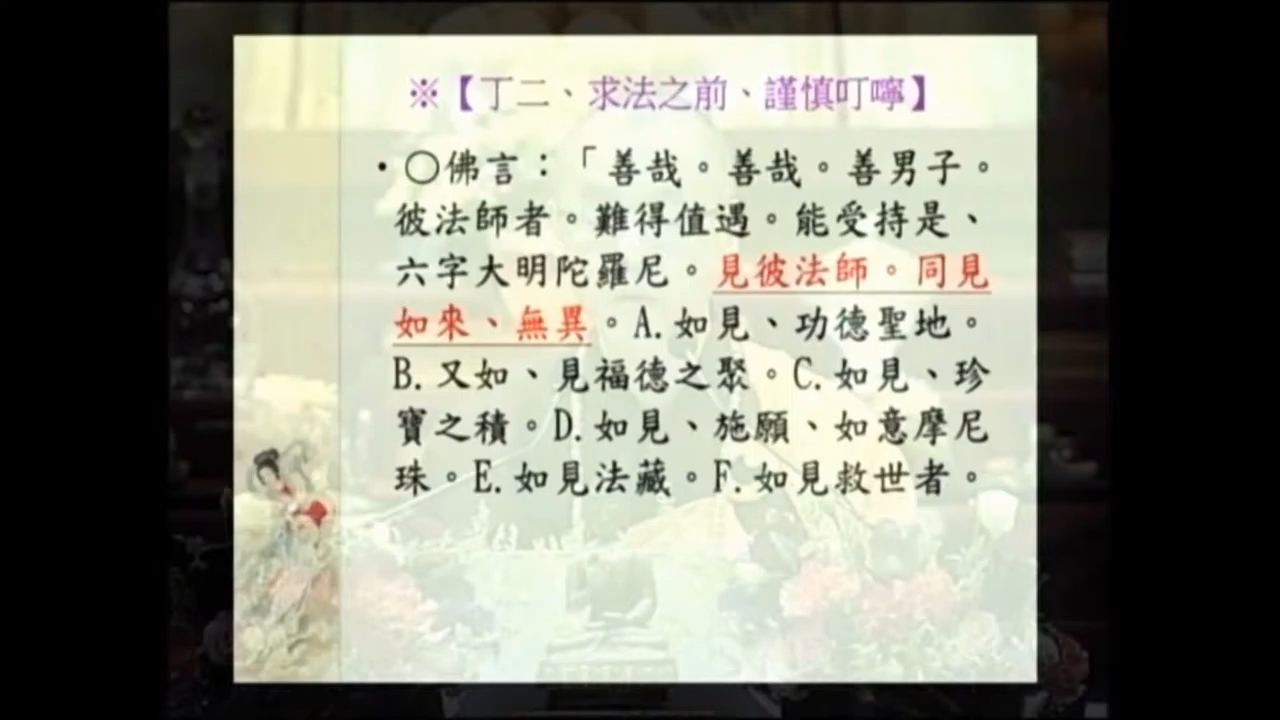 ※【丁二、求法之前、謹慎叮嚀】
•〇佛言：「善哉。善哉。善男子。
彼法師者。難得值遇。能受持是、
六字大明陀羅尼。見彼法師。同見
如來、無異。A.如見、功德聖地。
B.又如、見福德之聚。C.如見、珍
寶之積。D.如見、施願、如意摩尼
珠。E.如見法藏。F.如見救世者。